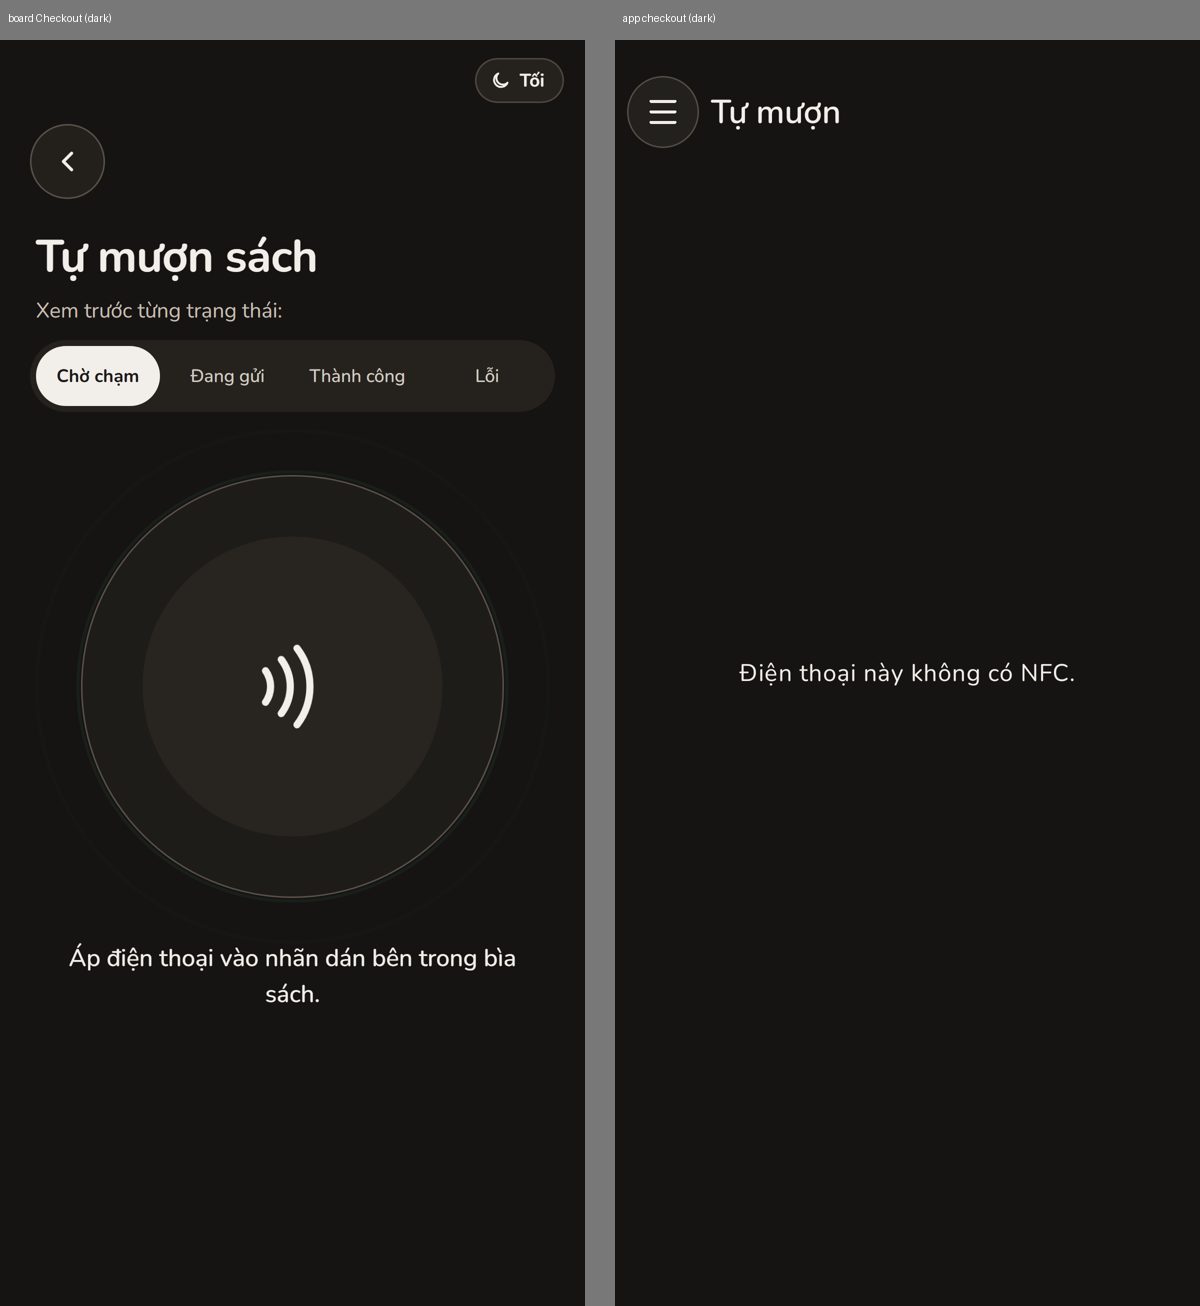 board Checkout (dark)
Tối
Tự mượn sách
Xem trước từng trạng thái:
Chờ chạm
Đang gửi
Thành công
Lỗi
Áp điện thoại vào nhãn dán bên trong bìa
sách.
app checkout (dark)
Tự mượn
Điện thoại này không có NFC.